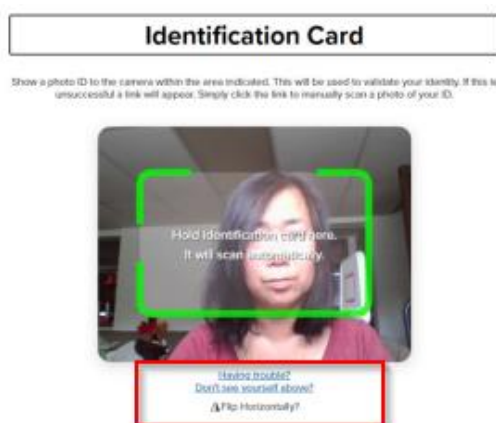 Identification Card
Show a photo ID to the camera within the area indicated. This will be used to validate your identity. If this is
unsuccessful a link will appear. Simply click the link to manually scan a photo of your ID.
Hold identification card here.
It will scan automatically.
Having trouble?
Don't see yourself above?
Flip Horizontally?